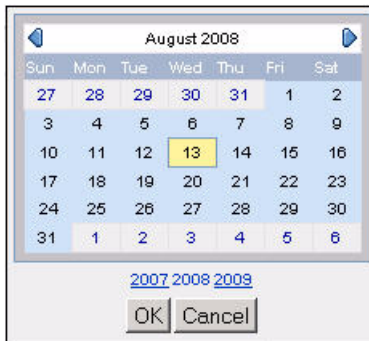 August 2008
Sun Mon Tue Wed Thu Fri Sat
27 28 29 30 31 1 2
3 4 5 6 7 8 9
10 11 12 13 14 15 16
17 18 19 20 21 22 23
24 25 26 27 28 29 30
31 1 2 3 4 5 6
2007 2008 2009
OK Cancel